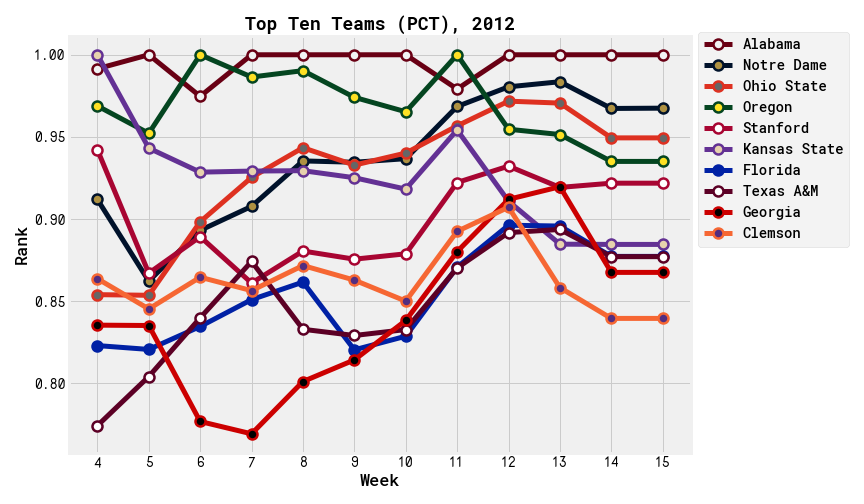 Top Ten Teams (PCT), 2012
1.00
0.95
0.90
0.85
0.80
Rank
4 5 6 7 8 9 10 11 12 13 14 15
Week
Alabama
Notre Dame
Ohio State
Oregon
Stanford
Kansas State
Florida
Texas A&M
Georgia
Clemson